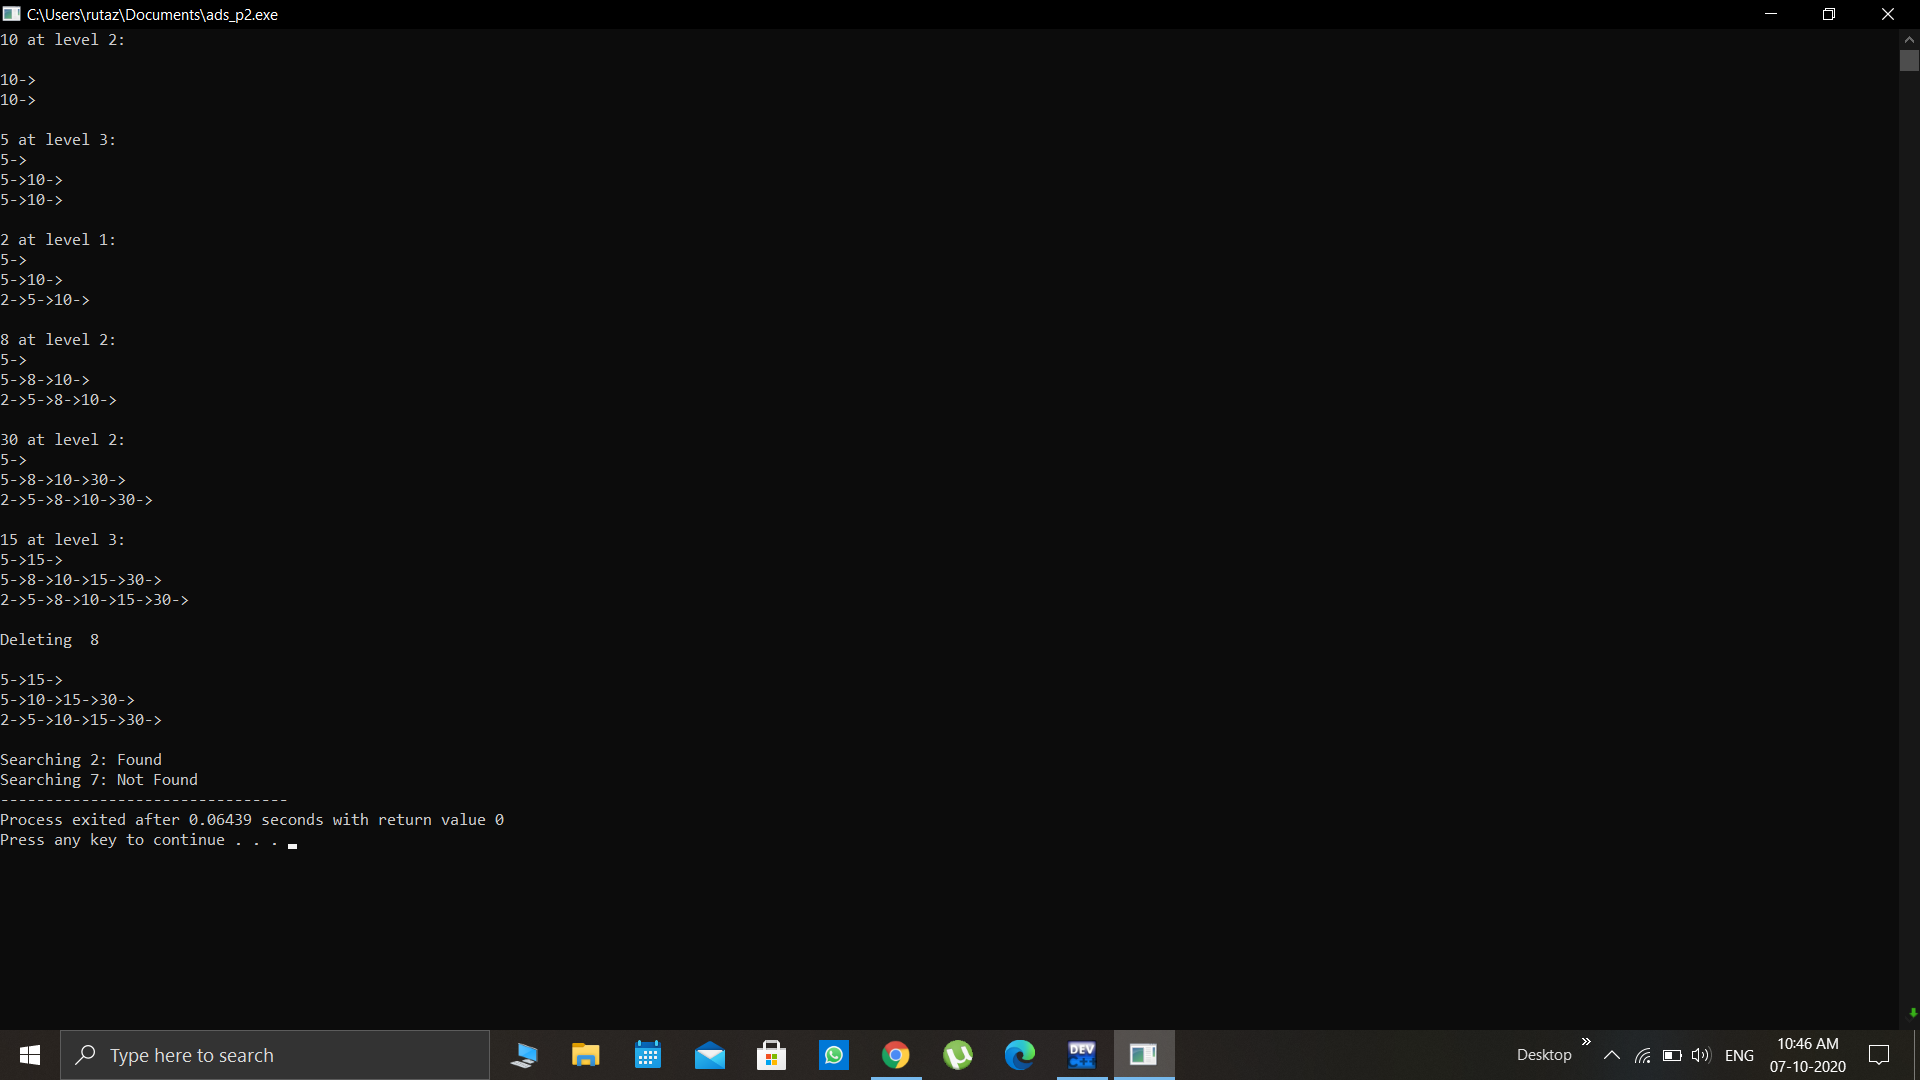 C:\Users\rutaz\Documents\ads_p2.exe
10 at level 2:
10->
10->
5 at level 3:
5->
5->10->
5->10->
2 at level 1:
5->
5->10->
2->5->10->
8 at level 2:
5->
5->8->10->
2->5->8->10->
30 at level 2:
5->
5->8->10->30->
2->5->8->10->30->
15 at level 3:
5->15->
5->8->10->15->30->
2->5->8->10->15->30->
Deleting  8
5->15->
5->10->15->30->
2->5->10->15->30->
Searching 2: Found
Searching 7: Not Found
--------------------------------
Process exited after 0.06439 seconds with return value 0
Press any key to continue . . .
Type here to search
DEV C++
Desktop
»
ENG
10:46 AM
07-10-2020